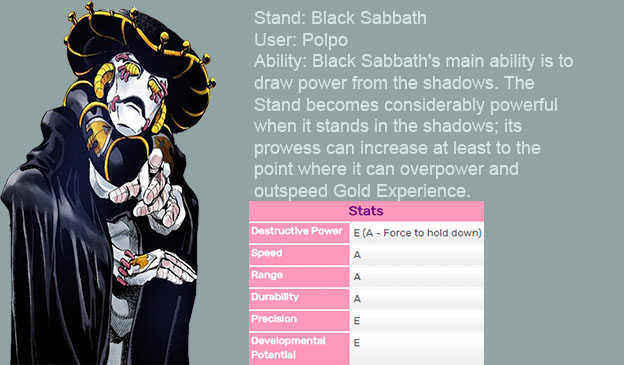 Stand: Black Sabbath
User: Polpo
Ability: Black Sabbath's main ability is to
draw power from the shadows. The
Stand becomes considerably powerful
when it stands in the shadows; its
prowess can increase at least to the
point where it can overpower and
outspeed Gold Experience.
Stats
Destructive Power E (A - Force to hold down)
Speed A
Range A
Durability A
Precision E
Developmental E
Potential